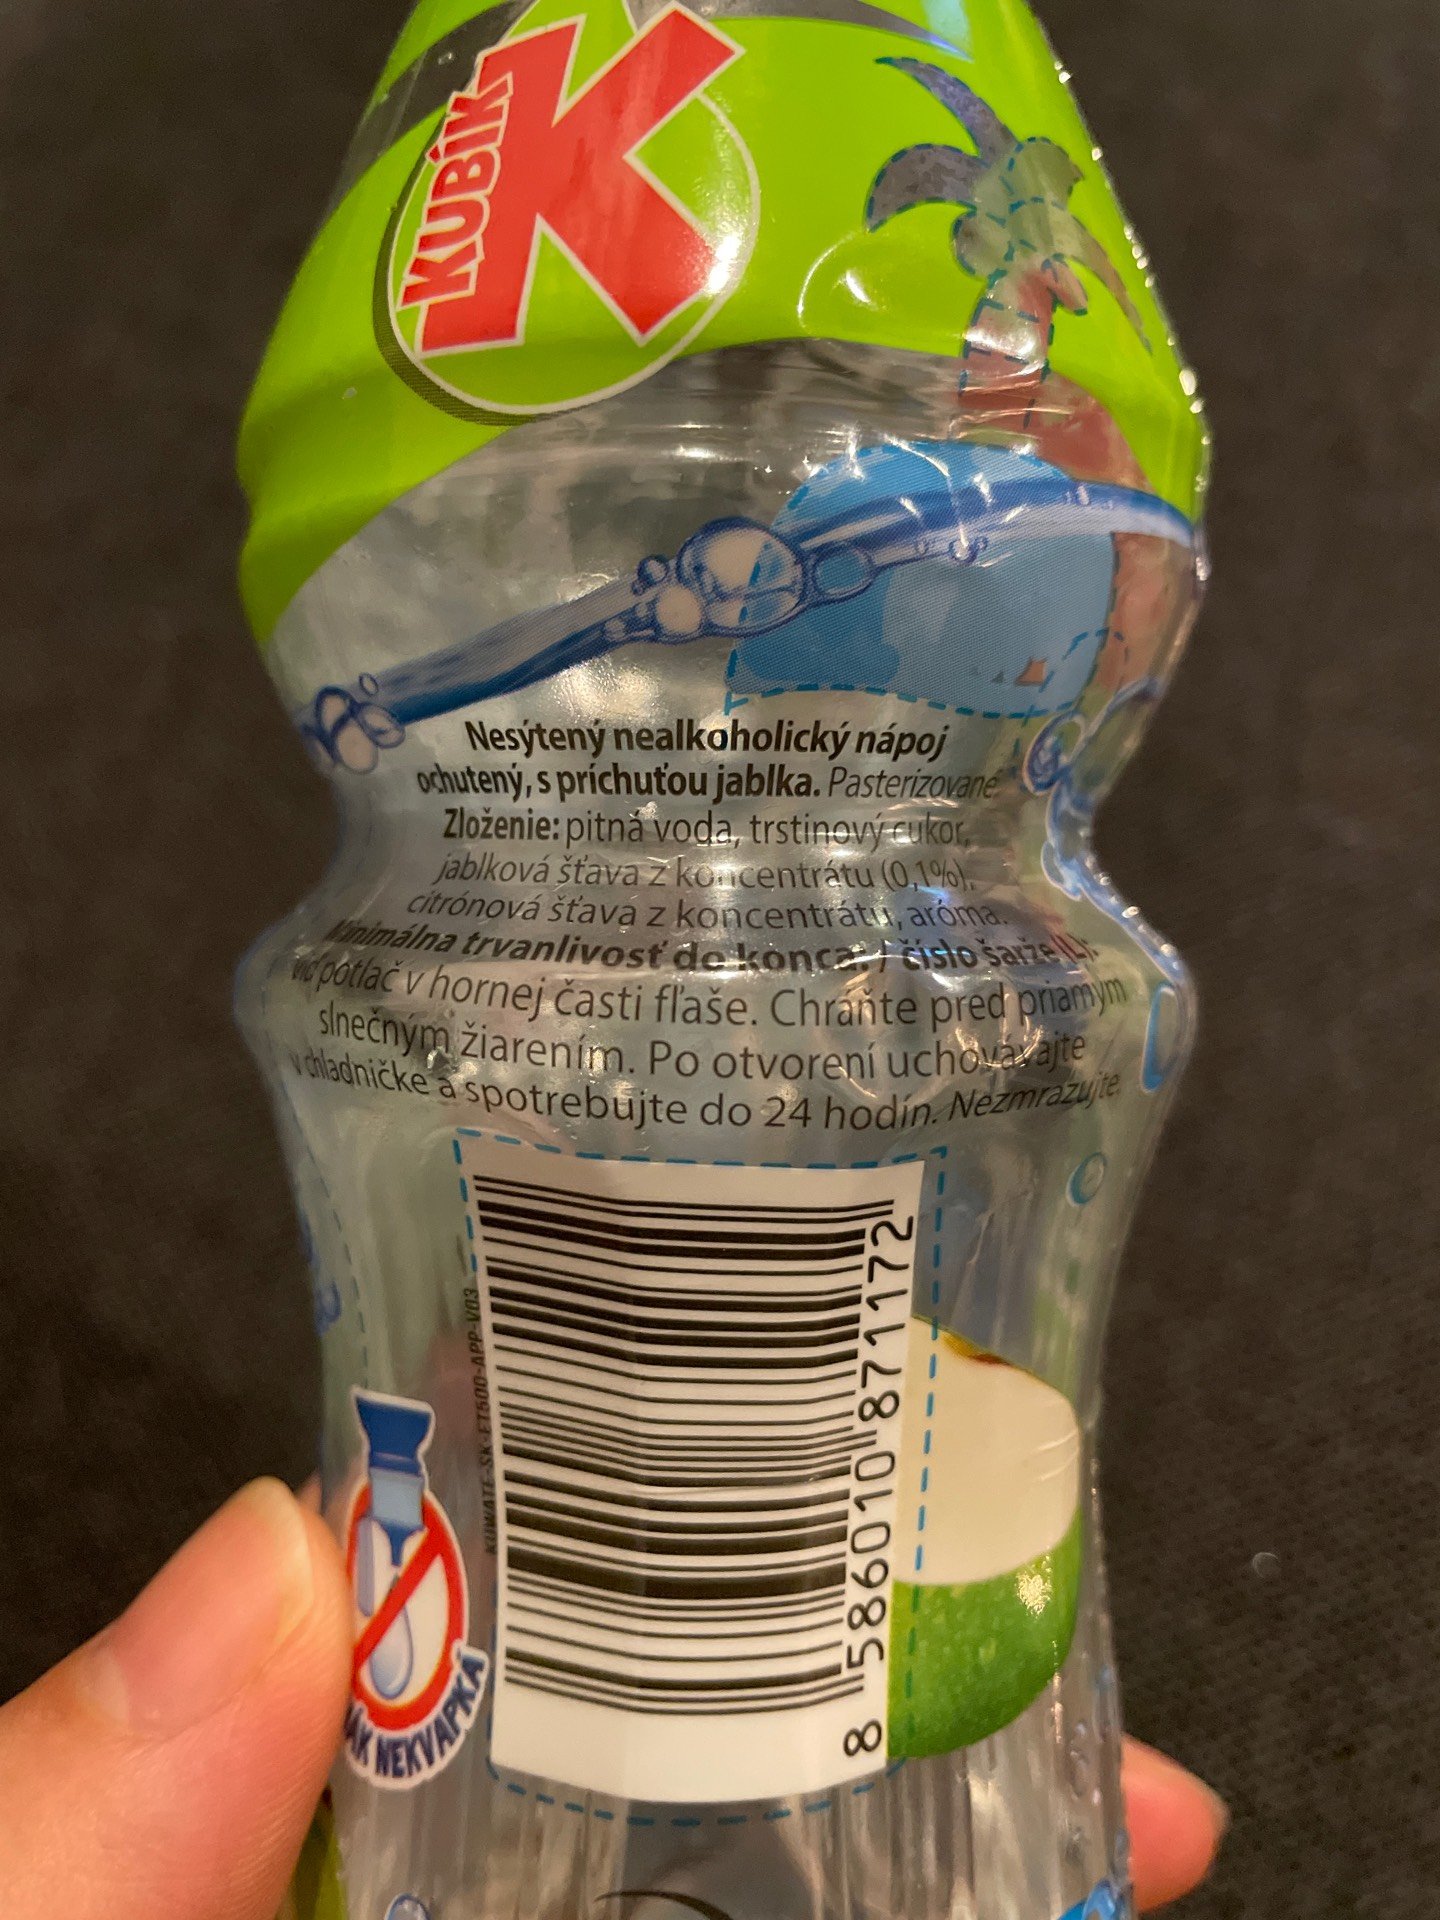 KUBÍK
K
Nesýtený nealkoholický nápoj
ochutený, s príchuťou jablka. Pasterizované.
Zloženie: pitná voda, trstinový cukor,
jablková šťava z koncentrátu (0,1%),
citrónová šťava z koncentrátu, aróma.
Minimálna trvanlivosť do konca: / číslo šarže (L):
viď potlač v hornej časti fľaše. Chráňte pred priamym
slnečným žiarením. Po otvorení uchovávajte
v chladničke a spotrebujte do 24 hodín. Nezmrazujte.
KUWATE-SK-FT500-APP-V03
8 586010 871172
NEKVAPKÁ